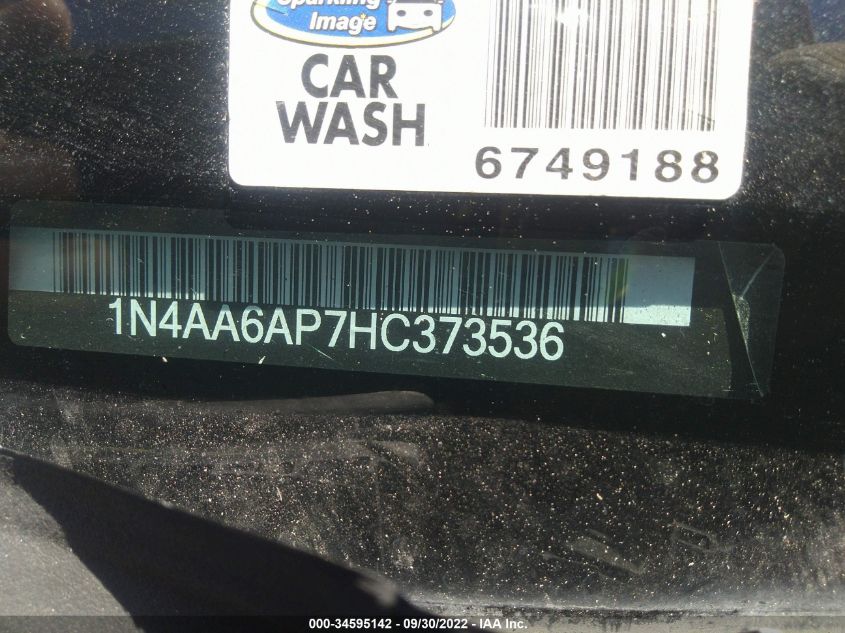 Sparkling
Image
CAR
WASH
6749188
1N4AA6AP7HC373536
000-34595142 - 09/30/2022 - IAA Inc.